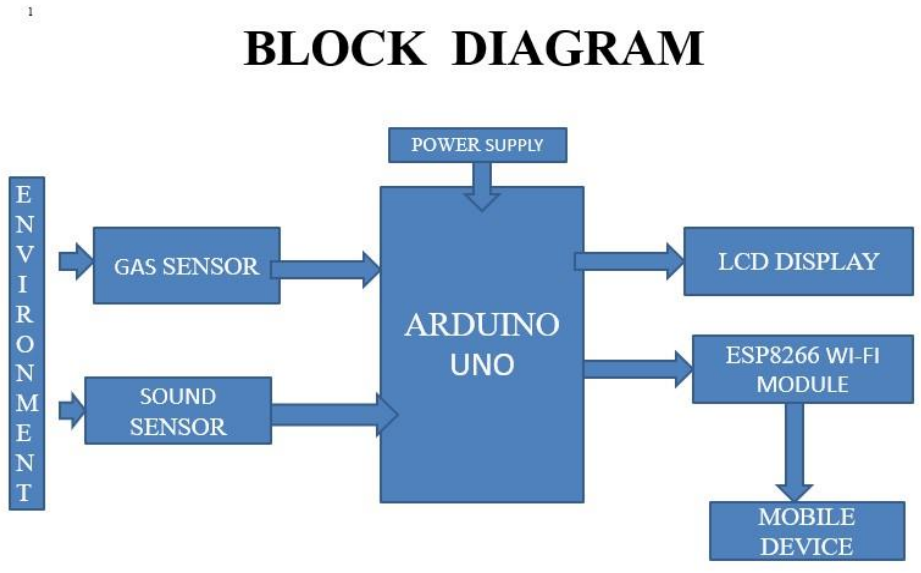 1
BLOCK DIAGRAM
POWER SUPPLY
ENVIRONMENT
GAS SENSOR
SOUND
SENSOR
ARDUINO
UNO
LCD DISPLAY
ESP8266 WI-FI
MODULE
MOBILE
DEVICE